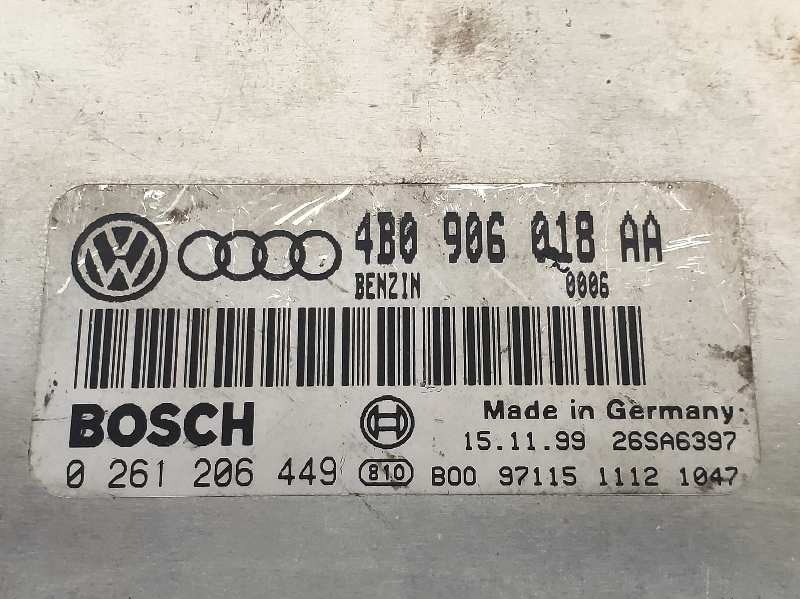 4B0 906 018 AA
BENZIN 0006
BOSCH
Made in Germany
15.11.99 26SA6397
0 261 206 449 810 B00 97115 1112 1047